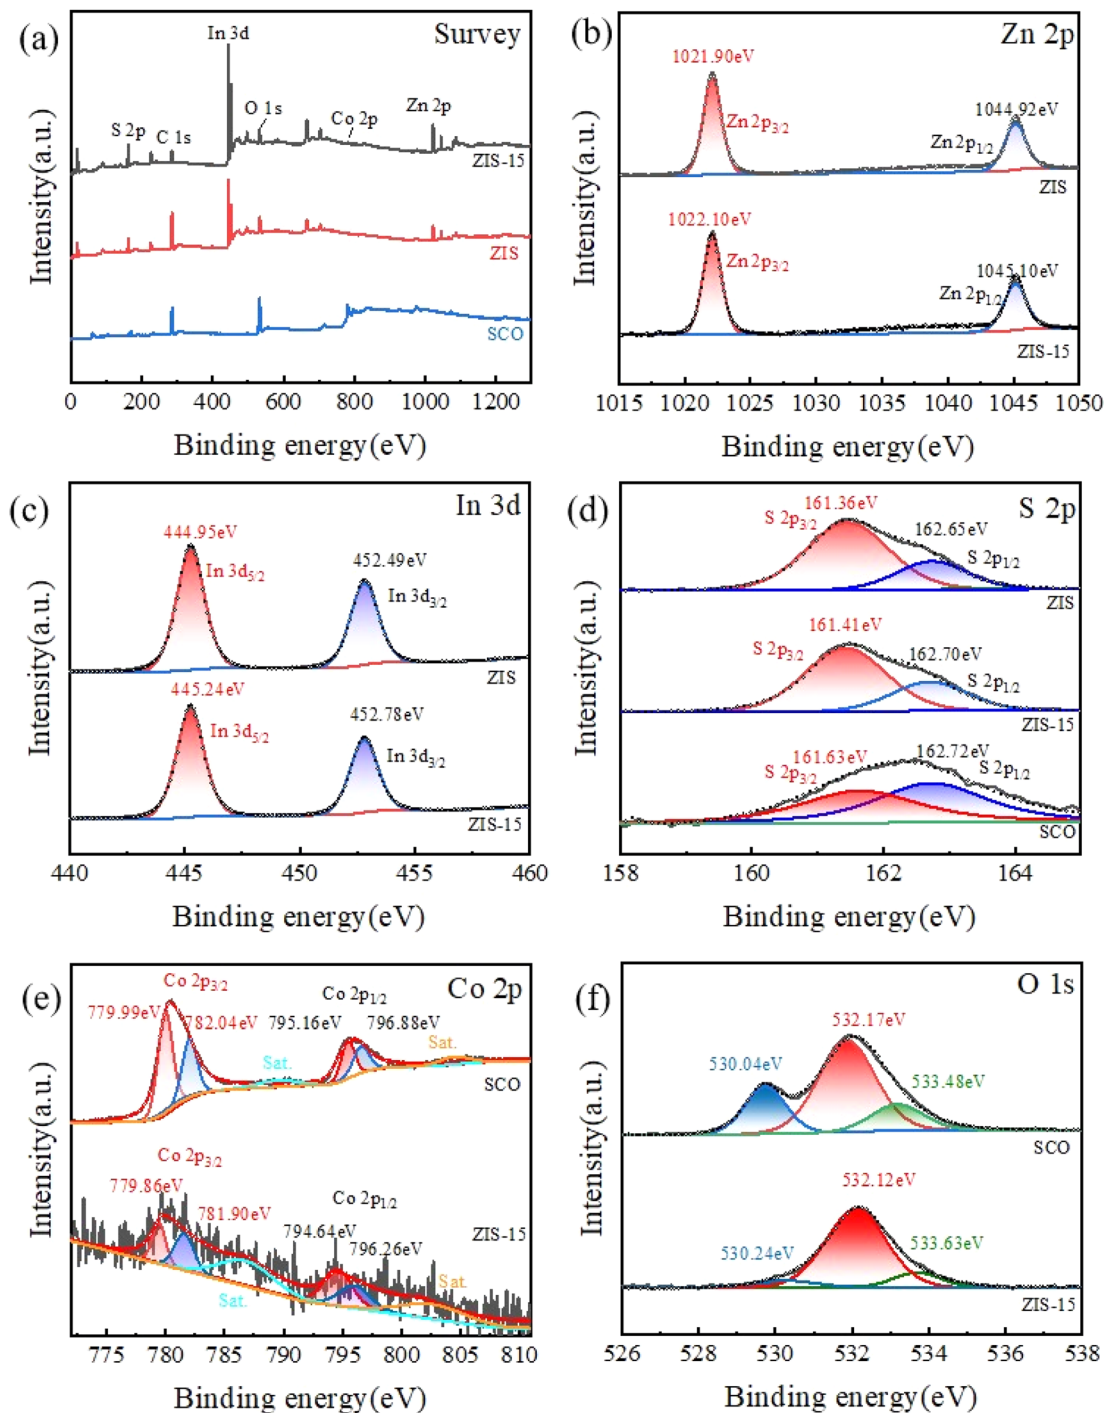 (a)
Survey
In 3d
S 2p
C 1s
O 1s
Co 2p
Zn 2p
ZIS-15
ZIS
SCO
Intensity(a.u.)
0 200 400 600 800 1000 1200
Binding energy(eV)
(b)
Zn 2p
1021.90eV
1044.92eV
Zn 2p3/2
Zn 2p1/2
ZIS
1022.10eV
1045.10eV
Zn 2p3/2
Zn 2p1/2
ZIS-15
Intensity(a.u.)
1015 1020 1025 1030 1035 1040 1045 1050
Binding energy(eV)
(c)
In 3d
444.95eV
452.49eV
In 3d5/2
In 3d3/2
ZIS
445.24eV
452.78eV
In 3d5/2
In 3d3/2
ZIS-15
Intensity(a.u.)
440 445 450 455 460
Binding energy(eV)
(d)
S 2p
161.36eV
162.65eV
S 2p3/2
S 2p1/2
ZIS
161.41eV
162.70eV
S 2p3/2
S 2p1/2
ZIS-15
161.63eV
162.72eV
S 2p3/2
S 2p1/2
SCO
Intensity(a.u.)
158 160 162 164
Binding energy(eV)
(e)
Co 2p
Co 2p3/2
Co 2p1/2
779.99eV
782.04eV
795.16eV
796.88eV
Sat.
Sat.
SCO
Co 2p3/2
Co 2p1/2
779.86eV
781.90eV
794.64eV
796.26eV
ZIS-15
Sat.
Sat.
Intensity(a.u.)
775 780 785 790 795 800 805 810
Binding energy(eV)
(f)
O 1s
532.17eV
530.04eV
533.48eV
SCO
532.12eV
530.24eV
533.63eV
ZIS-15
Intensity(a.u.)
526 528 530 532 534 536 538
Binding energy(eV)